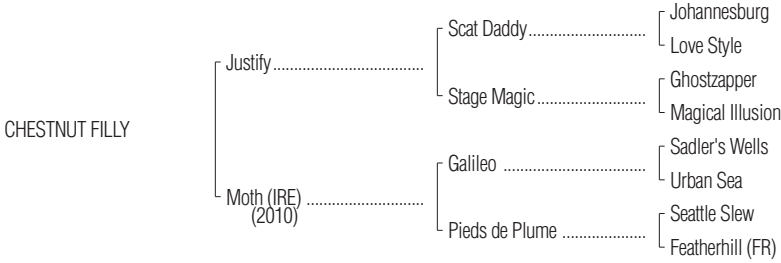 Johannesburg
Scat Daddy
Love Style
Justify
Ghostzapper
Stage Magic
Magical Illusion
CHESTNUT FILLY
Sadler's Wells
Galileo
Urban Sea
Moth (IRE)
(2010)
Seattle Slew
Pieds de Plume
Featherhill (FR)